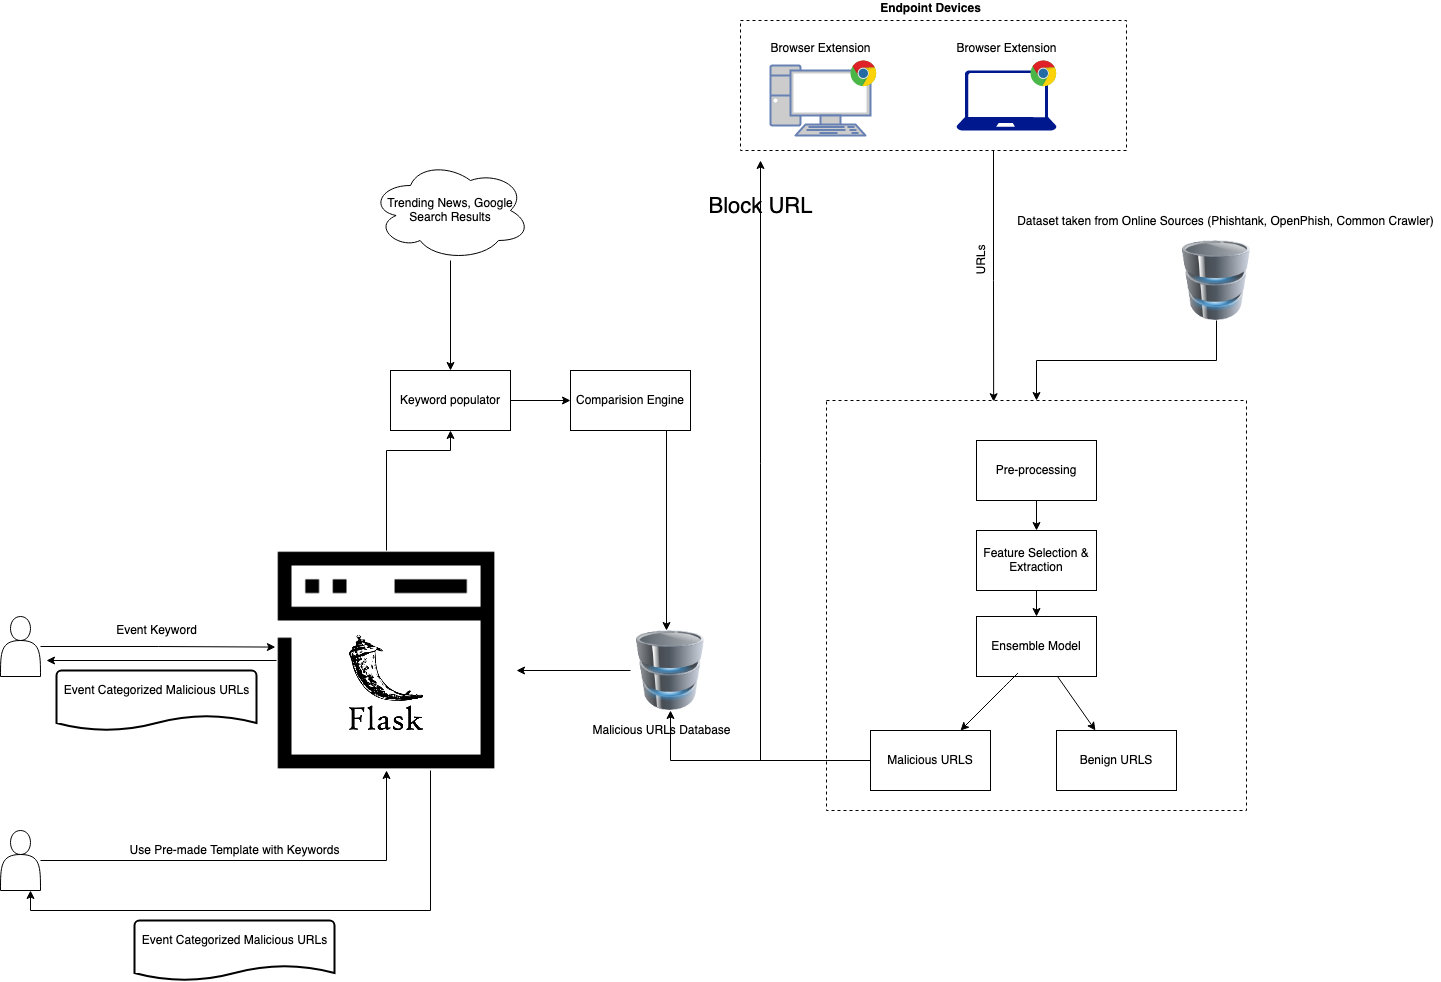 Endpoint Devices
Browser Extension
Browser Extension
Trending News, Google
Search Results
Block URL
Dataset taken from Online Sources (Phishtank, OpenPhish, Common Crawler)
URLs
Keyword populator
Comparision Engine
Pre-processing
Feature Selection &
Extraction
Ensemble Model
Event Keyword
Event Categorized Malicious URLs
Flask
Malicious URLs Database
Malicious URLS
Benign URLS
Use Pre-made Template with Keywords
Event Categorized Malicious URLs